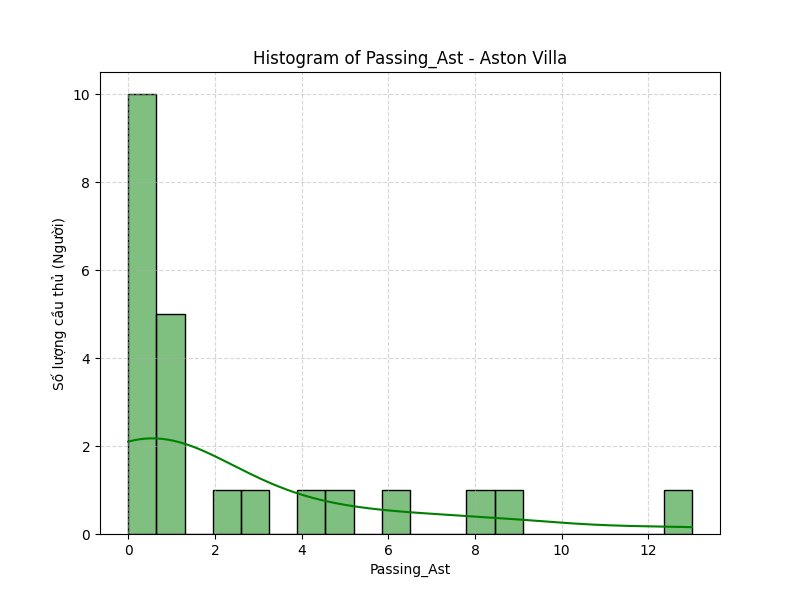 Histogram of Passing_Ast - Aston Villa
10
8
6
4
2
0
Số lượng cầu thủ (Người)
0 2 4 6 8 10 12
Passing_Ast